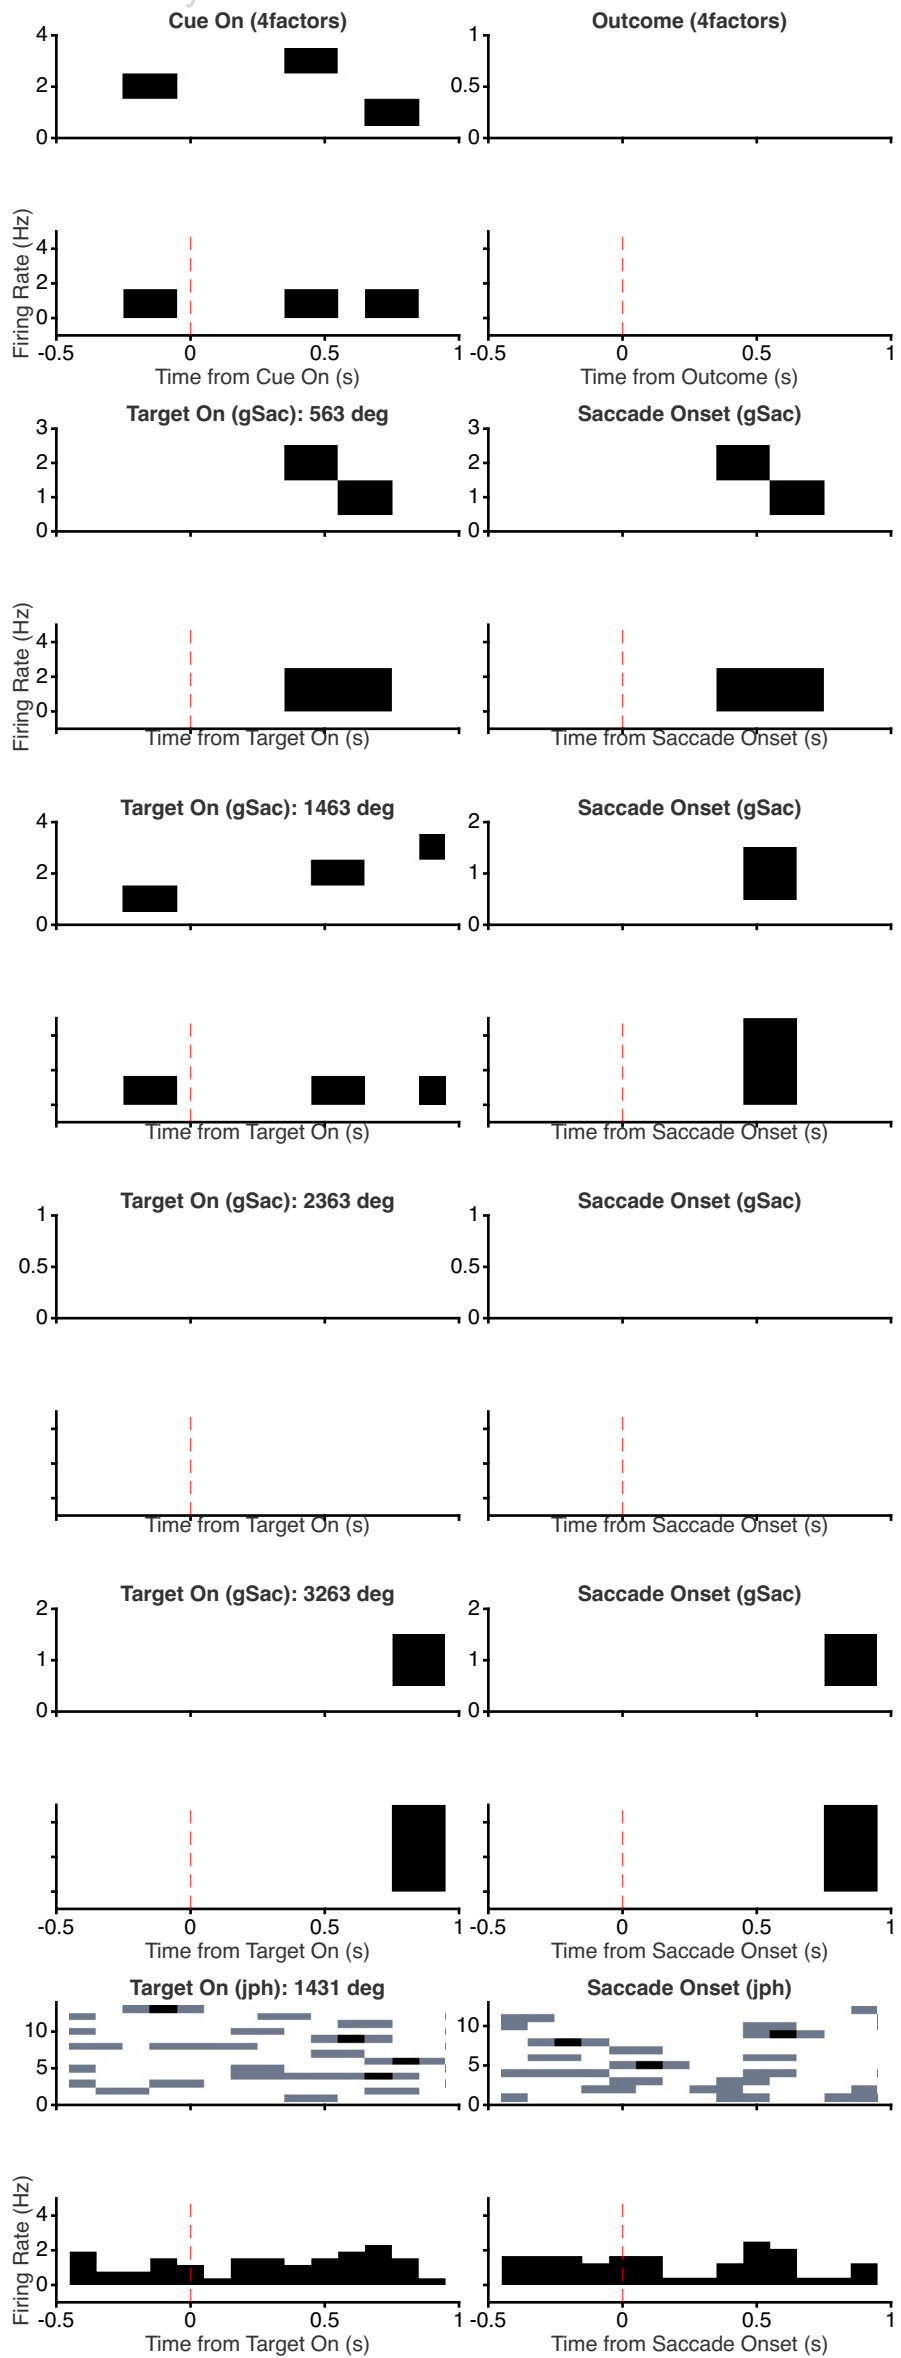 Cue On (4factors) Outcome (4factors)
4 1
2 0.5
0 0
Firing Rate (Hz)
4
2
0
-0.5 0 0.5 1 -0.5 0 0.5 1
Time from Cue On (s) Time from Outcome (s)
Target On (gSac): 563 deg Saccade Onset (gSac)
3 3
2 2
1 1
0 0
Firing Rate (Hz)
4
2
0
Time from Target On (s) Time from Saccade Onset (s)
Target On (gSac): 1463 deg Saccade Onset (gSac)
4 2
2 1
0 0
Time from Target On (s) Time from Saccade Onset (s)
Target On (gSac): 2363 deg Saccade Onset (gSac)
1 1
0.5 0.5
0 0
Time from Target On (s) Time from Saccade Onset (s)
Target On (gSac): 3263 deg Saccade Onset (gSac)
2 2
1 1
0 0
-0.5 0 0.5 1 -0.5 0 0.5 1
Time from Target On (s) Time from Saccade Onset (s)
Target On (jph): 1431 deg Saccade Onset (jph)
10 10
5 5
0 0
Firing Rate (Hz)
4
2
0
-0.5 0 0.5 1 -0.5 0 0.5 1
Time from Target On (s) Time from Saccade Onset (s)